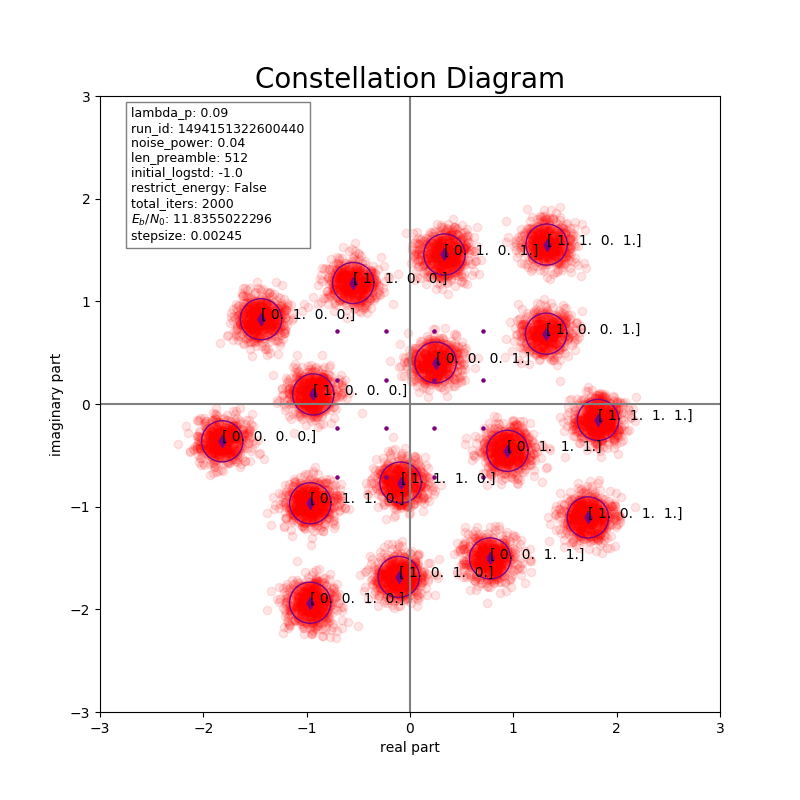 Constellation Diagram
lambda_p: 0.09
run_id: 1494151322600440
noise_power: 0.04
len_preamble: 512
initial_logstd: -1.0
restrict_energy: False
total_iters: 2000
E_b/N_0: 11.8355022296
stepsize: 0.00245
[ 1. 1. 0. 1.]
[ 0. 1. 0. 1.]
[ 1. 1. 0. 0.]
[ 0. 1. 0. 0.]
[ 1. 0. 0. 1.]
[ 0. 0. 0. 1.]
[ 1. 0. 0. 0.]
[ 1. 1. 1. 1.]
[ 0. 0. 0. 0.]
[ 0. 1. 1. 1.]
[ 1. 1. 1. 0.]
[ 0. 1. 1. 0.]
[ 1. 0. 1. 1.]
[ 0. 0. 1. 1.]
[ 1. 0. 1. 0.]
[ 0. 0. 1. 0.]
3
2
1
0
−1
−2
−3
imaginary part
−3 −2 −1 0 1 2 3
real part